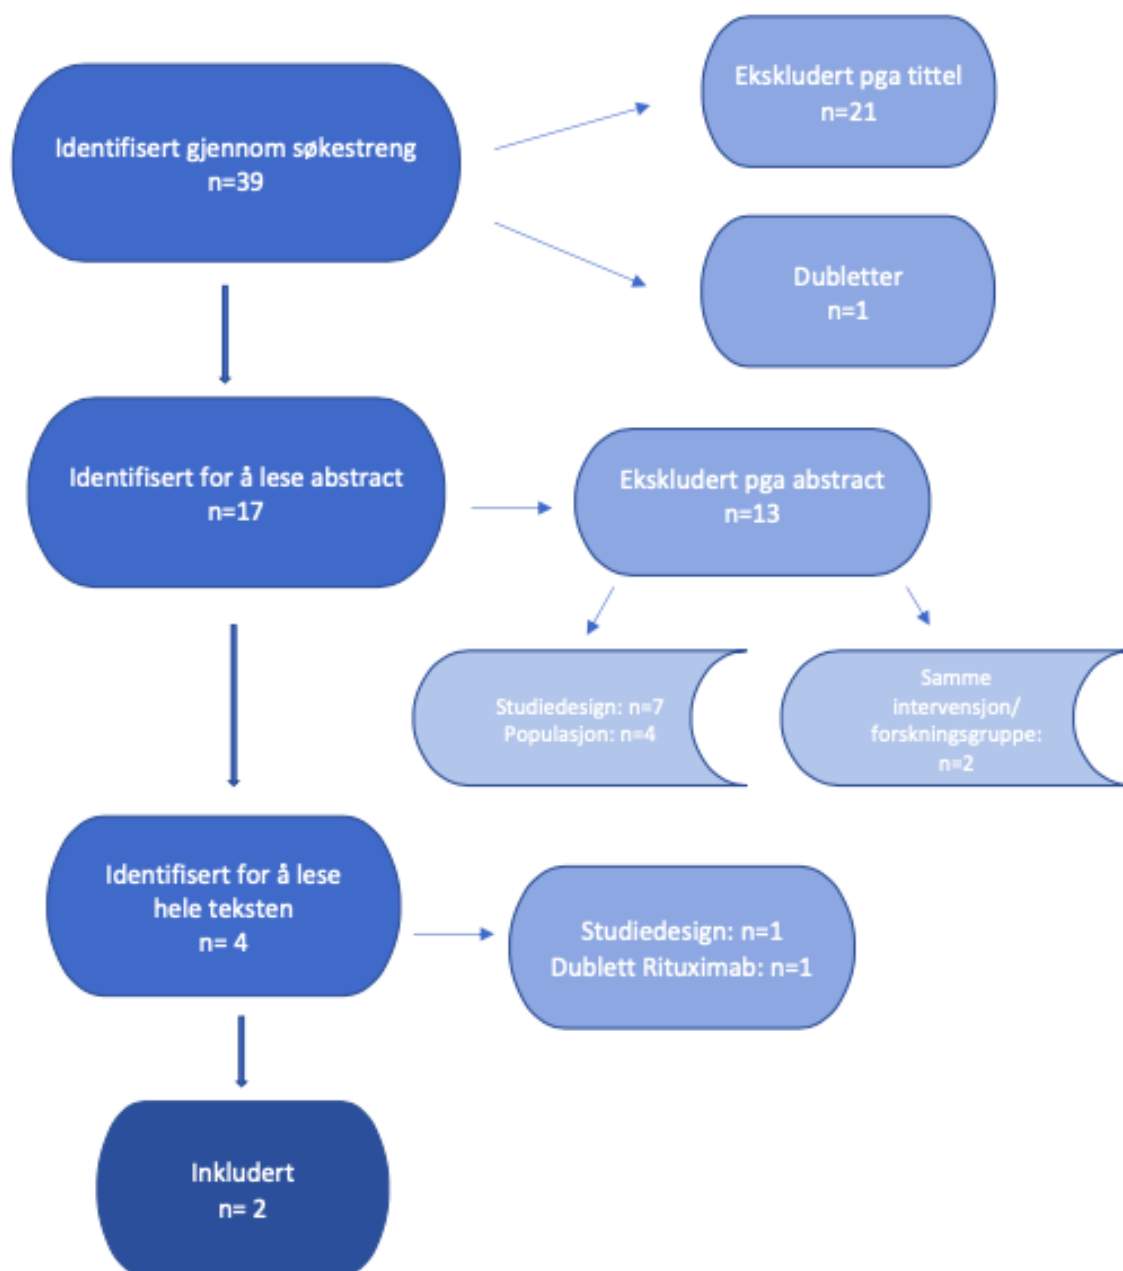 Identifisert gjennom søkestreng
n=39
Ekskludert pga tittel
n=21
Dubletter
n=1
Identifisert for å lese abstract
n=17
Ekskludert pga abstract
n=13
Studiedesign: n=7
Populasjon: n=4
Samme
intervensjon/
forskningsgruppe:
n=2
Identifisert for å lese
hele teksten
n= 4
Studiedesign: n=1
Dublett Rituximab: n=1
Inkludert
n= 2